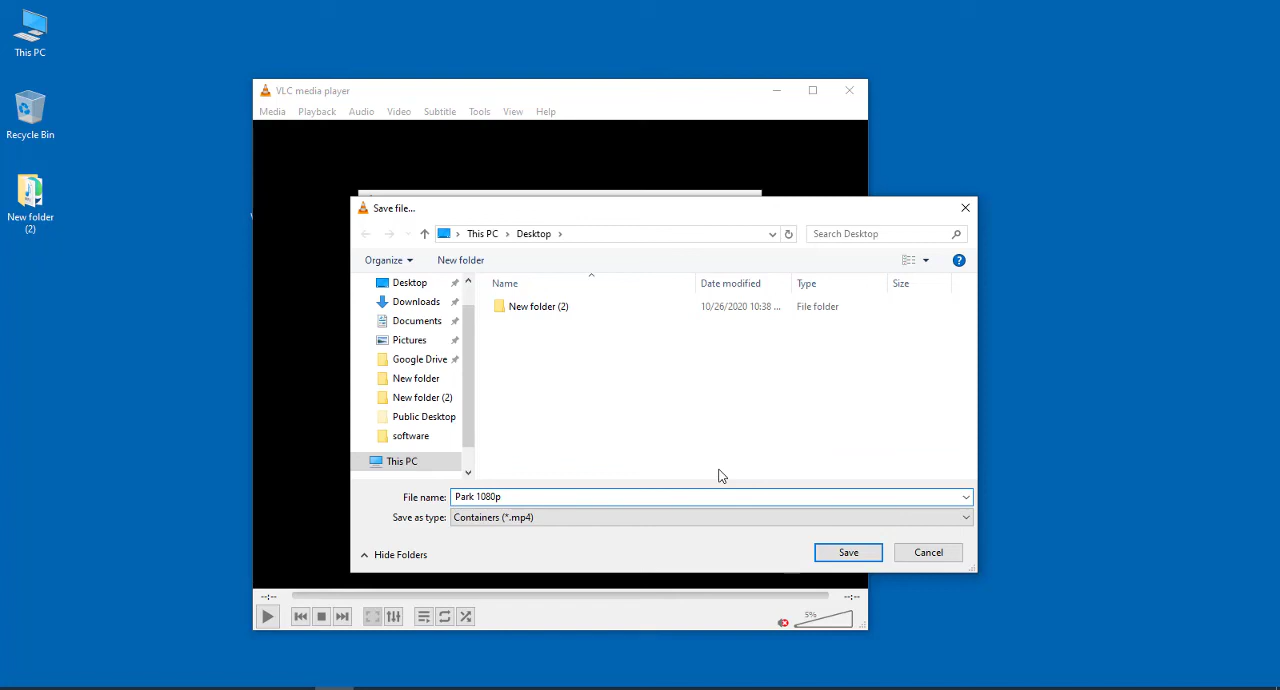 This PC
Recycle Bin
New folder
(2)
VLC media player
Media Playback Audio Video Subtitle Tools View Help
Save file...
This PC > Desktop >
Search Desktop
Organize New folder
Desktop
Downloads
Documents
Pictures
Google Drive
New folder
New folder (2)
Public Desktop
software
This PC
Name Date modified Type Size
New folder (2) 10/26/2020 10:38 ... File folder
File name: Park 1080p
Save as type: Containers (*.mp4)
Hide Folders
Save Cancel
--:-- --:--
5%